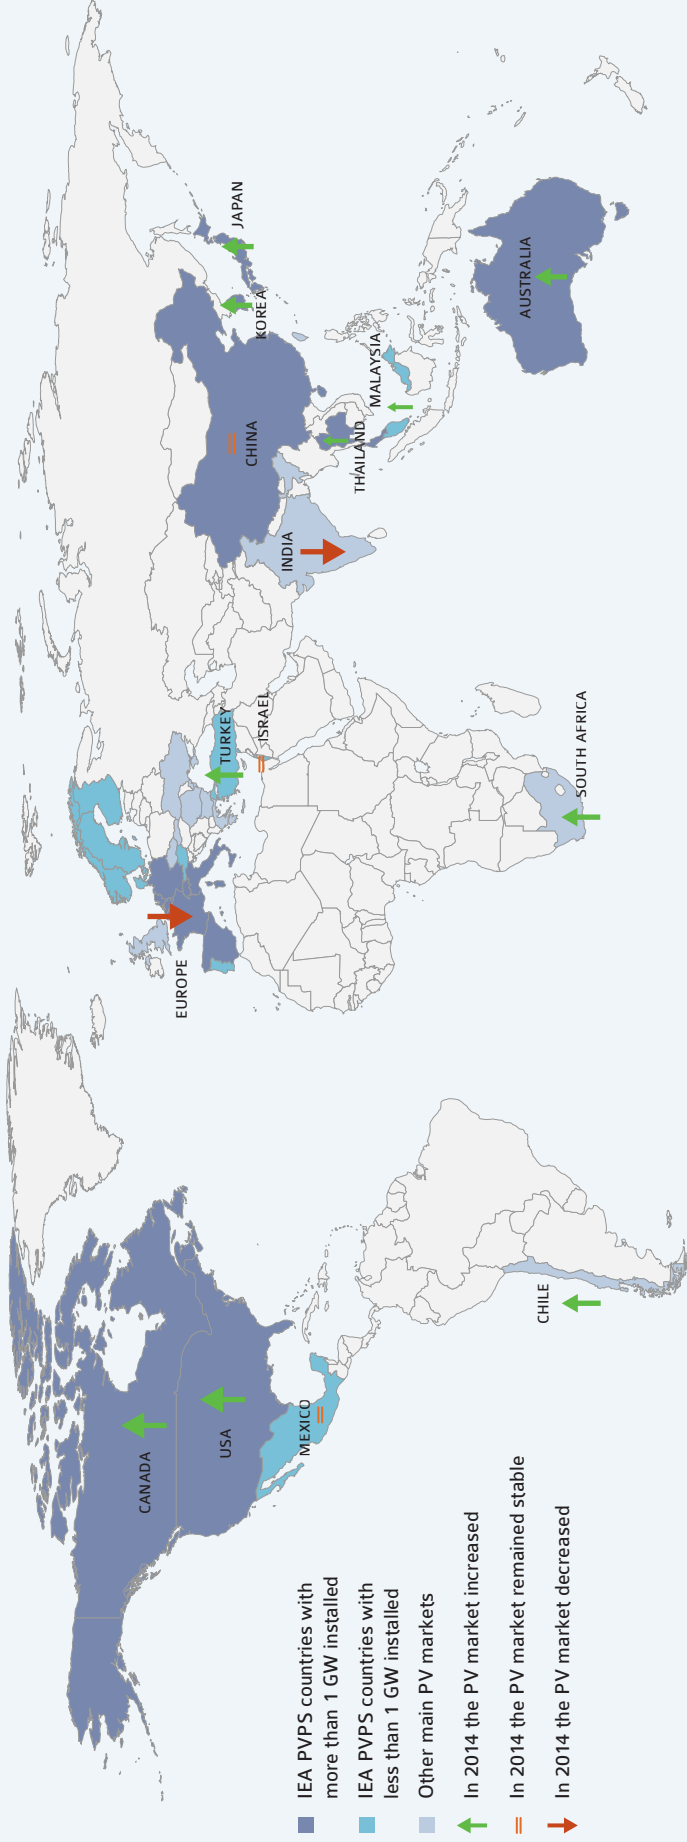 CANADA
USA
MEXICO
CHILE
EUROPE
TURKEY
ISRAEL
SOUTH AFRICA
INDIA
CHINA
THAILAND
MALAYSIA
KOREA
JAPAN
AUSTRALIA
IEA PVPS countries with
more than 1 GW installed
IEA PVPS countries with
less than 1 GW installed
Other main PV markets
In 2014 the PV market increased
In 2014 the PV market remained stable
In 2014 the PV market decreased